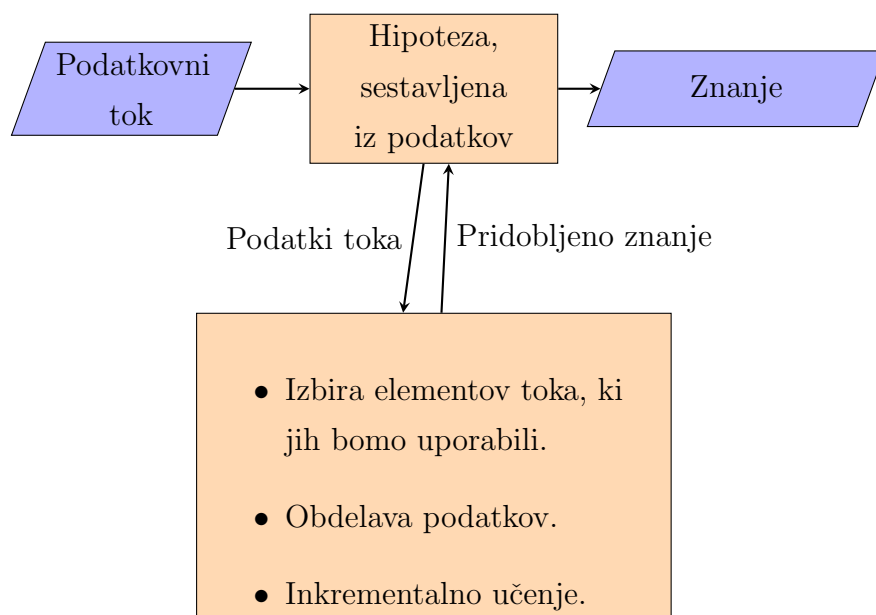 Podatkovni
tok
Hipoteza,
sestavljena
iz podatkov
Znanje
Podatki toka
Pridobljeno znanje
• Izbira elementov toka, ki
jih bomo uporabili.
• Obdelava podatkov.
• Inkrementalno učenje.